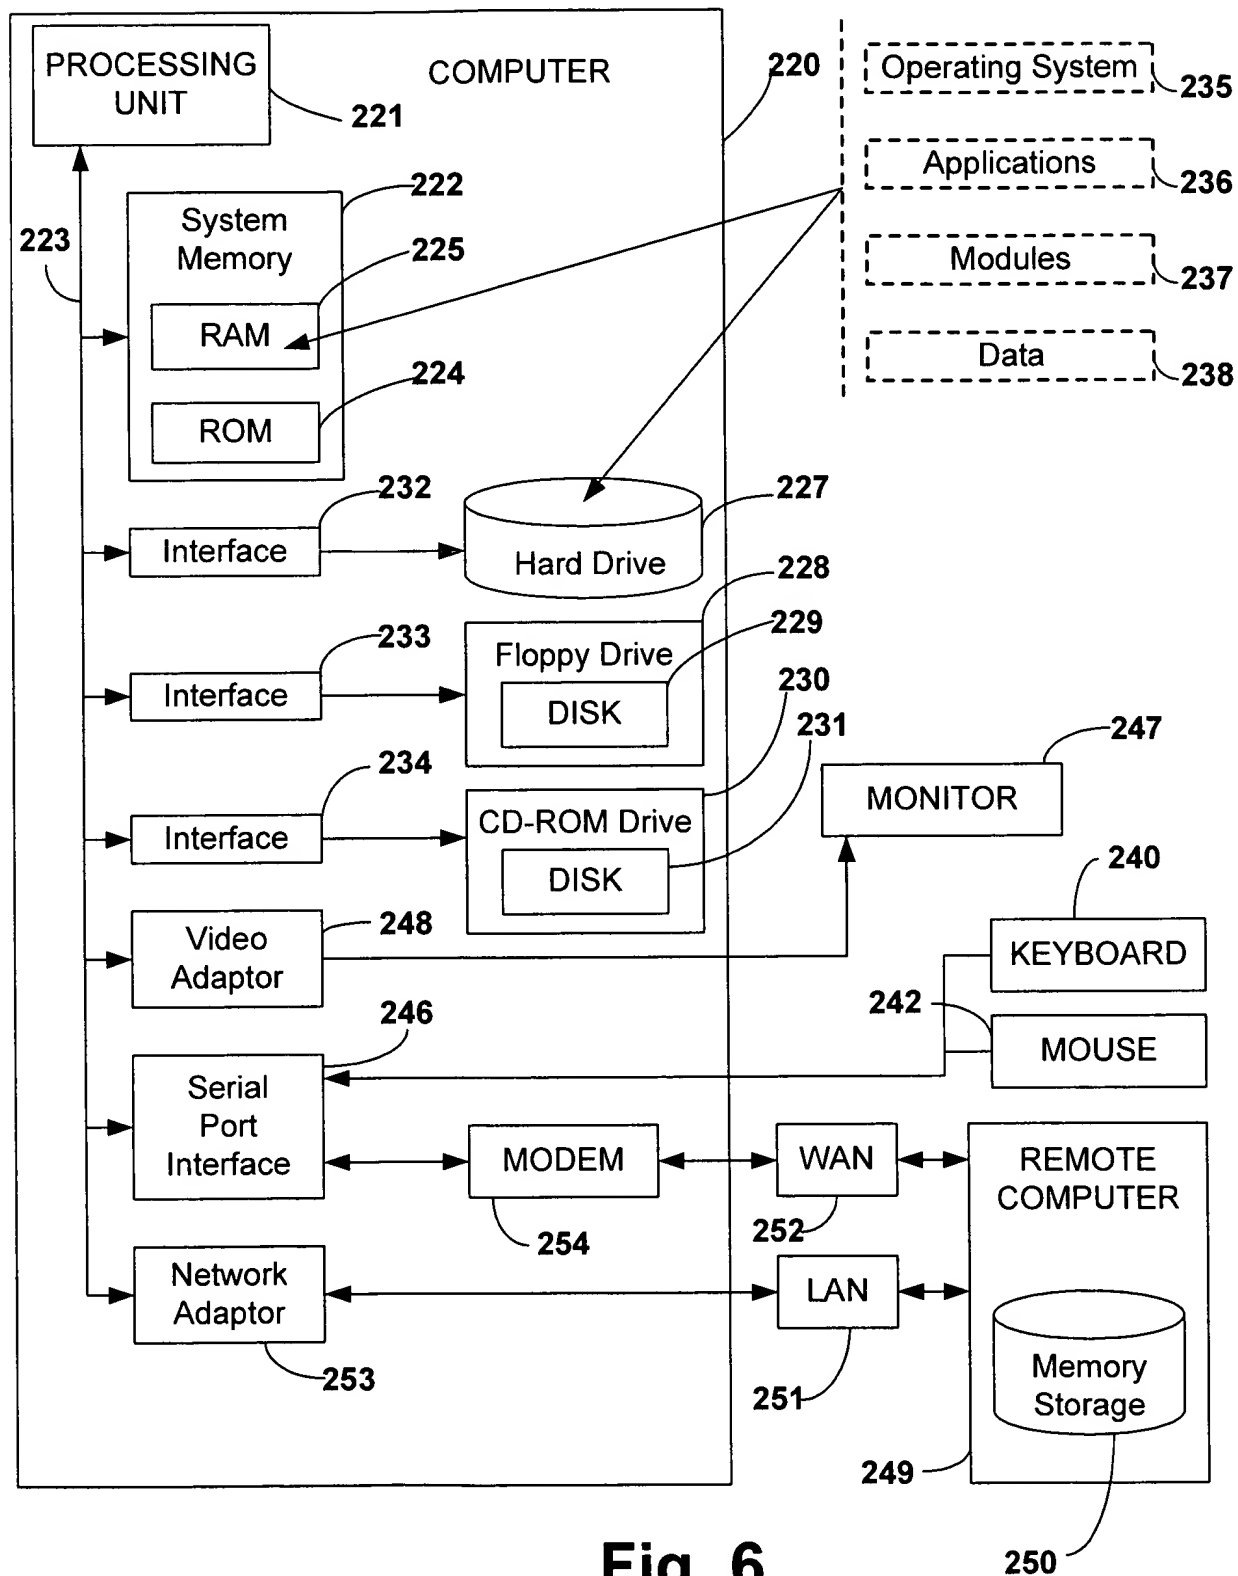 PROCESSING
UNIT
221
COMPUTER
220
Operating System
235
Applications
236
Modules
237
Data
238
223
222
System
Memory
225
RAM
224
ROM
232
Interface
227
Hard Drive
233
Interface
228
229
Floppy Drive
DISK
234
Interface
230
231
CD-ROM Drive
DISK
247
MONITOR
248
Video
Adaptor
240
KEYBOARD
242
MOUSE
246
Serial
Port
Interface
MODEM
254
WAN
252
REMOTE
COMPUTER
Network
Adaptor
253
LAN
251
Memory
Storage
249
250
Fig. 6